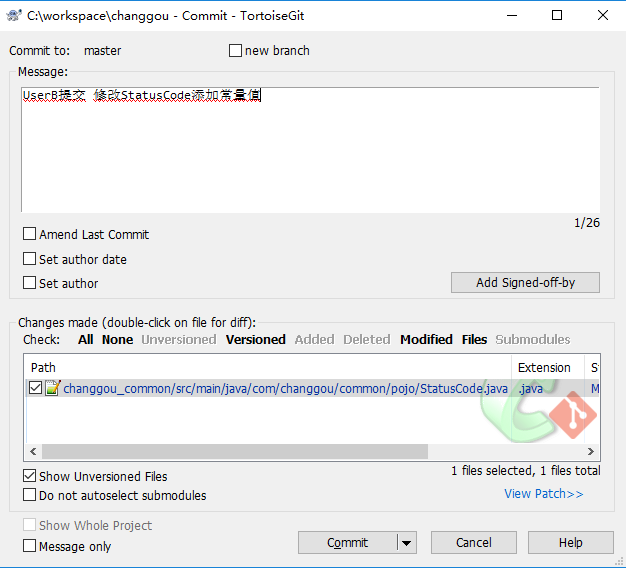 C:\workspace\changgou - Commit - TortoiseGit
Commit to: master new branch
Message:
UserB提交 修改StatusCode添加常量值
1/26
Amend Last Commit
Set author date
Set author
Add Signed-off-by
Changes made (double-click on file for diff):
Check: All None Unversioned Versioned Added Deleted Modified Files Submodules
Path Extension
changgou_common/src/main/java/com/changgou/common/pojo/StatusCode.java .java M
Show Unversioned Files
1 files selected, 1 files total
Do not autoselect submodules
View Patch>>
Show Whole Project
Message only
Commit Cancel Help